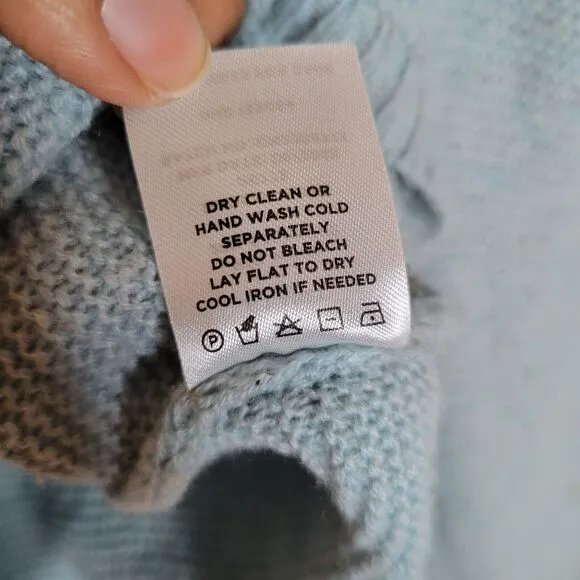 DRY CLEAN OR
HAND WASH COLD
SEPARATELY
DO NOT BLEACH
LAY FLAT TO DRY
COOL IRON IF NEEDED
P